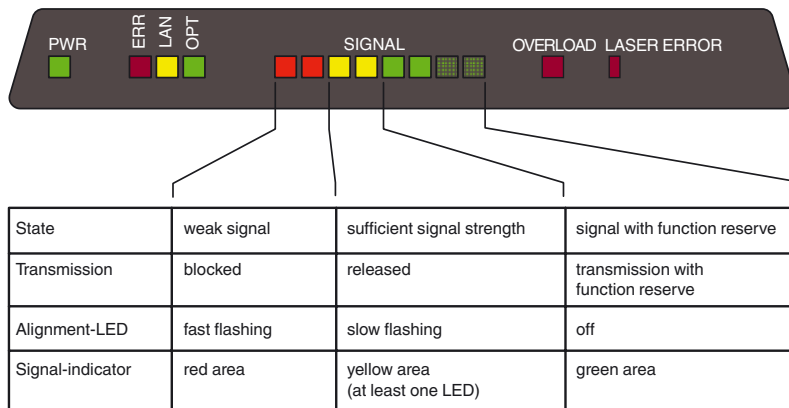 PWR ERR LAN OPT SIGNAL OVERLOAD LASER ERROR
State weak signal sufficient signal strength signal with function reserve
Transmission blocked released transmission with
function reserve
Alignment-LED fast flashing slow flashing off
Signal-indicator red area yellow area green area
(at least one LED)